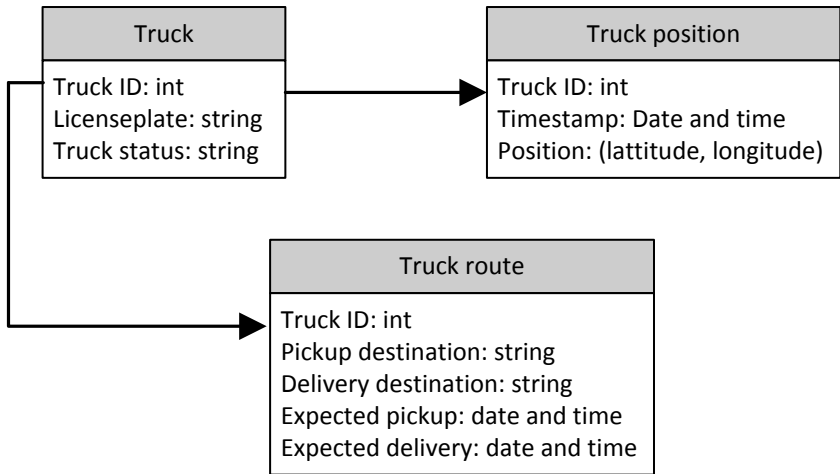 Truck
Truck ID: int
Licenseplate: string
Truck status: string
Truck position
Truck ID: int
Timestamp: Date and time
Position: (lattitude, longitude)
Truck route
Truck ID: int
Pickup destination: string
Delivery destination: string
Expected pickup: date and time
Expected delivery: date and time